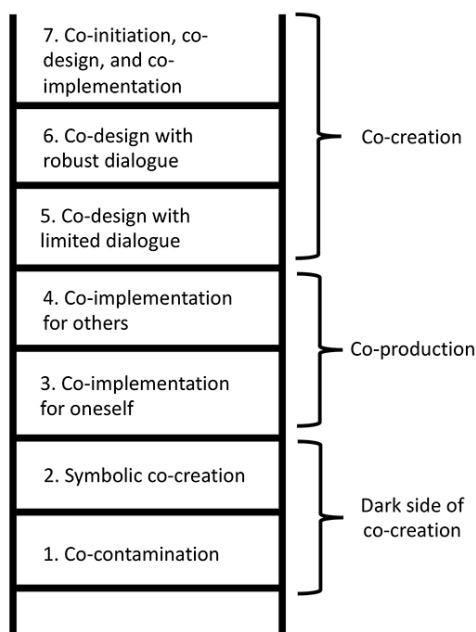 7. Co-initiation, co-
design, and co-
implementation
6. Co-design with
robust dialogue
5. Co-design with
limited dialogue
Co-creation
4. Co-implementation
for others
3. Co-implementation
for oneself
Co-production
2. Symbolic co-creation
1. Co-contamination
Dark side of
co-creation